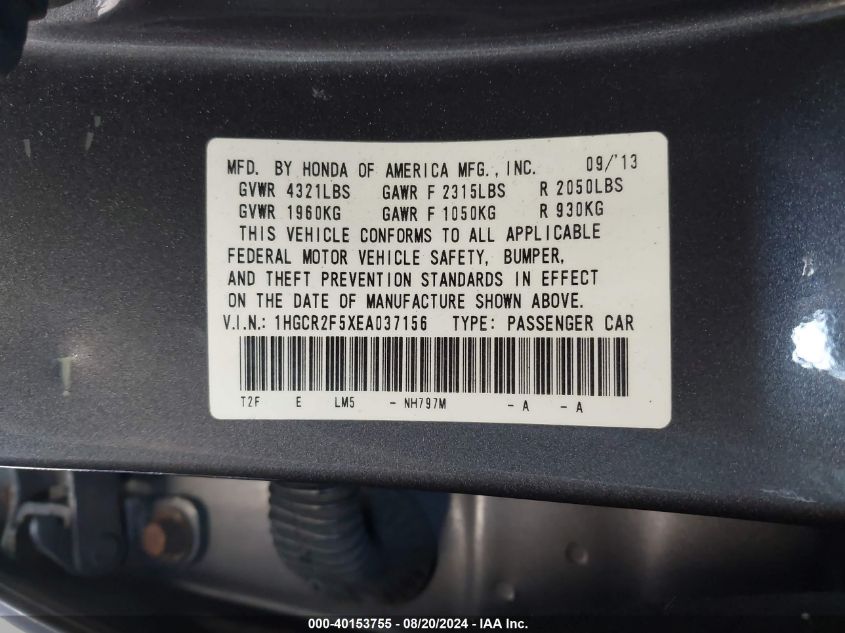 MFD. BY HONDA OF AMERICA MFG., INC. 09/'13
GVWR 4321LBS GAWR F 2315LBS R 2050LBS
GVWR 1960KG GAWR F 1050KG R 930KG
THIS VEHICLE CONFORMS TO ALL APPLICABLE
FEDERAL MOTOR VEHICLE SAFETY, BUMPER,
AND THEFT PREVENTION STANDARDS IN EFFECT
ON THE DATE OF MANUFACTURE SHOWN ABOVE.
V.I.N.: 1HGCR2F5XEA037156 TYPE: PASSENGER CAR
T2F E LM5 - NH797M - A - A
000-40153755 - 08/20/2024 - IAA Inc.